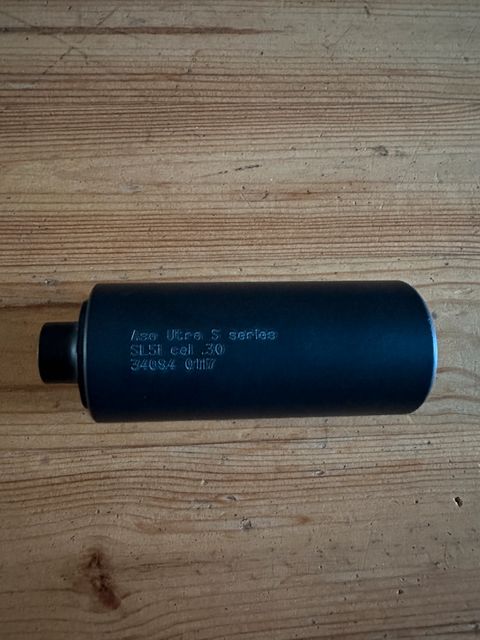 Ase Utra S series
SL5i cal .30
34084 0117